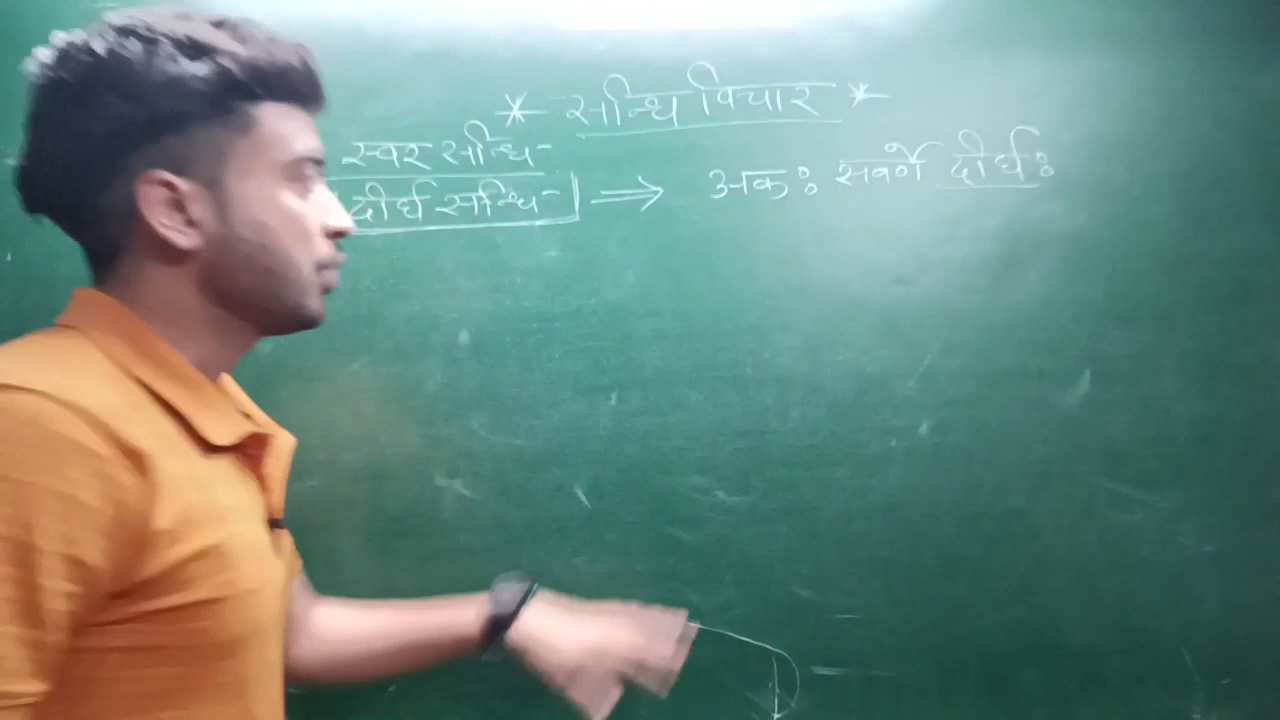 * सन्धि विचार *
स्वर सन्धि-
दीर्घ सन्धि- ⇒ अकः सवर्णे दीर्घः